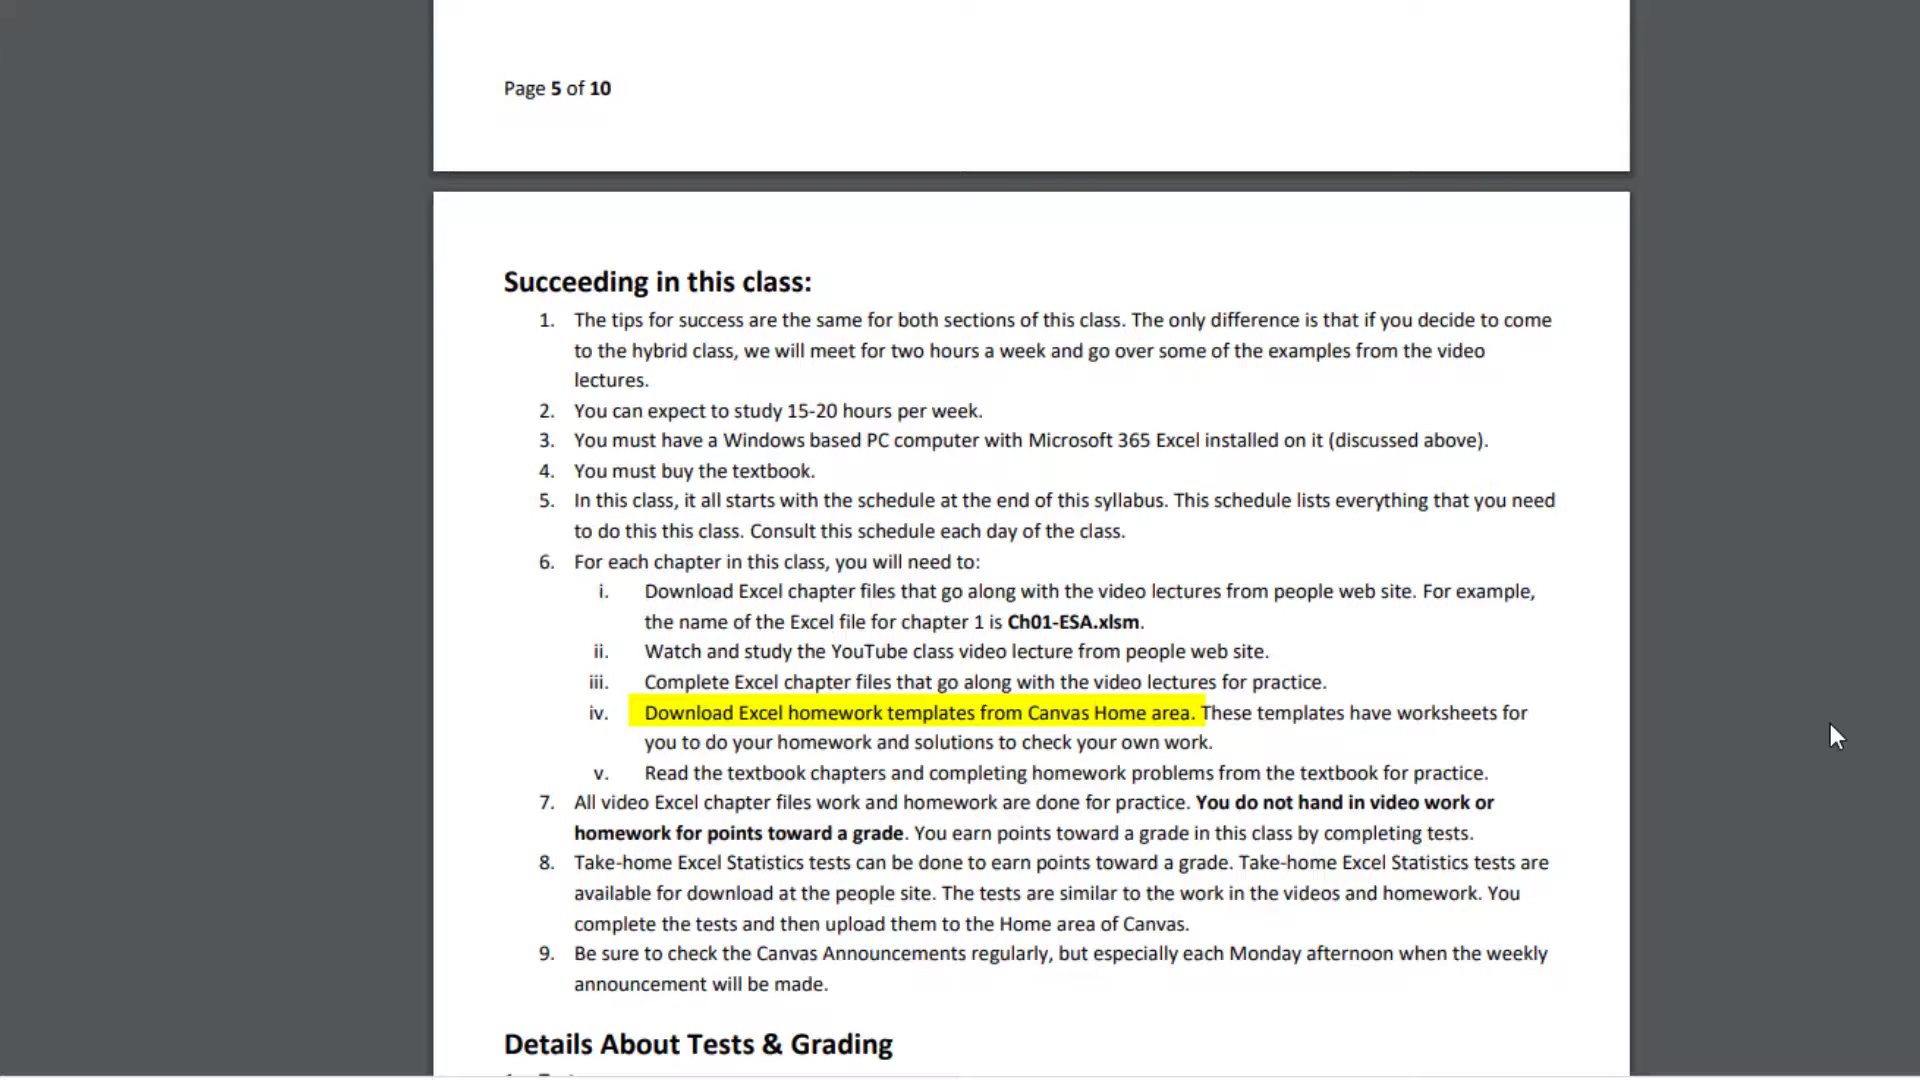 Page 5 of 10
Succeeding in this class:
1. The tips for success are the same for both sections of this class. The only difference is that if you decide to come
to the hybrid class, we will meet for two hours a week and go over some of the examples from the video
lectures.
2. You can expect to study 15-20 hours per week.
3. You must have a Windows based PC computer with Microsoft 365 Excel installed on it (discussed above).
4. You must buy the textbook.
5. In this class, it all starts with the schedule at the end of this syllabus. This schedule lists everything that you need
to do this this class. Consult this schedule each day of the class.
6. For each chapter in this class, you will need to:
i. Download Excel chapter files that go along with the video lectures from people web site. For example,
the name of the Excel file for chapter 1 is Ch01-ESA.xlsm.
ii. Watch and study the YouTube class video lecture from people web site.
iii. Complete Excel chapter files that go along with the video lectures for practice.
iv. Download Excel homework templates from Canvas Home area. These templates have worksheets for
you to do your homework and solutions to check your own work.
v. Read the textbook chapters and completing homework problems from the textbook for practice.
7. All video Excel chapter files work and homework are done for practice. You do not hand in video work or
homework for points toward a grade. You earn points toward a grade in this class by completing tests.
8. Take-home Excel Statistics tests can be done to earn points toward a grade. Take-home Excel Statistics tests are
available for download at the people site. The tests are similar to the work in the videos and homework. You
complete the tests and then upload them to the Home area of Canvas.
9. Be sure to check the Canvas Announcements regularly, but especially each Monday afternoon when the weekly
announcement will be made.
Details About Tests & Grading